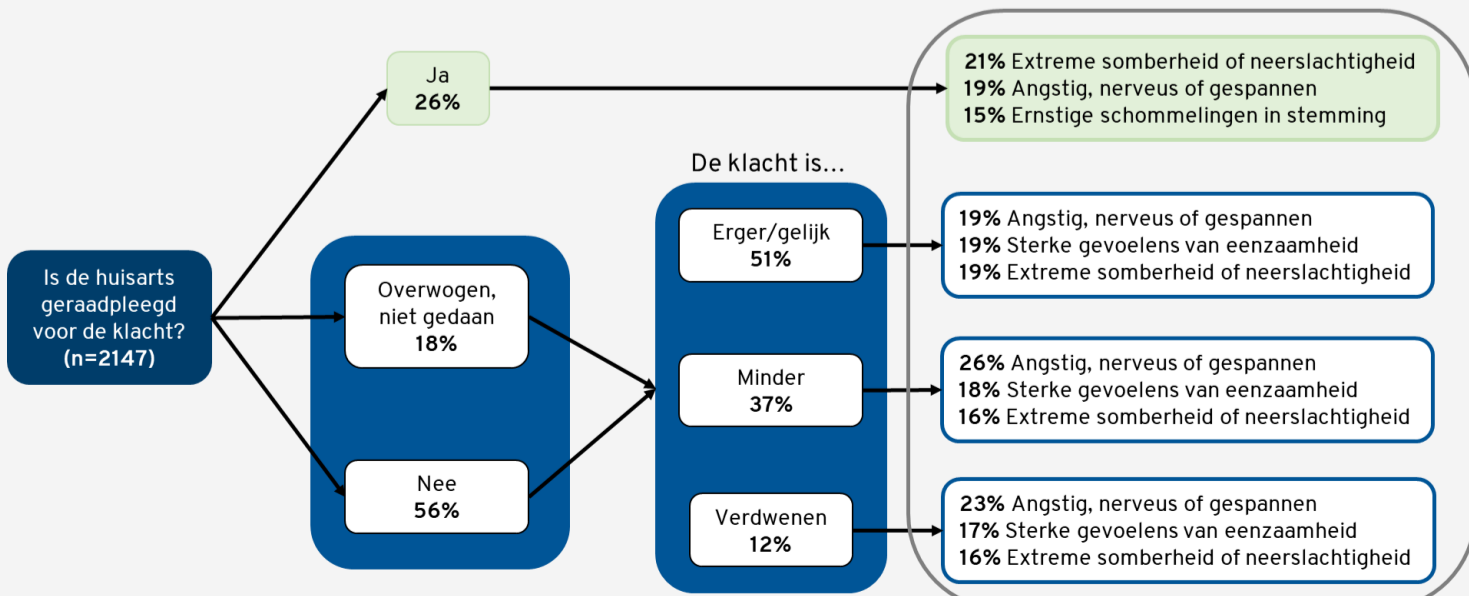 Is de huisarts
geraadpleegd
voor de klacht?
(n=2147)
Ja
26%
Overwogen,
niet gedaan
18%
Nee
56%
De klacht is...
Erger/gelijk
51%
Minder
37%
Verdwenen
12%
21% Extreme somberheid of neerslachtigheid
19% Angstig, nerveus of gespannen
15% Ernstige schommelingen in stemming
19% Angstig, nerveus of gespannen
19% Sterke gevoelens van eenzaamheid
19% Extreme somberheid of neerslachtigheid
26% Angstig, nerveus of gespannen
18% Sterke gevoelens van eenzaamheid
16% Extreme somberheid of neerslachtigheid
23% Angstig, nerveus of gespannen
17% Sterke gevoelens van eenzaamheid
16% Extreme somberheid of neerslachtigheid